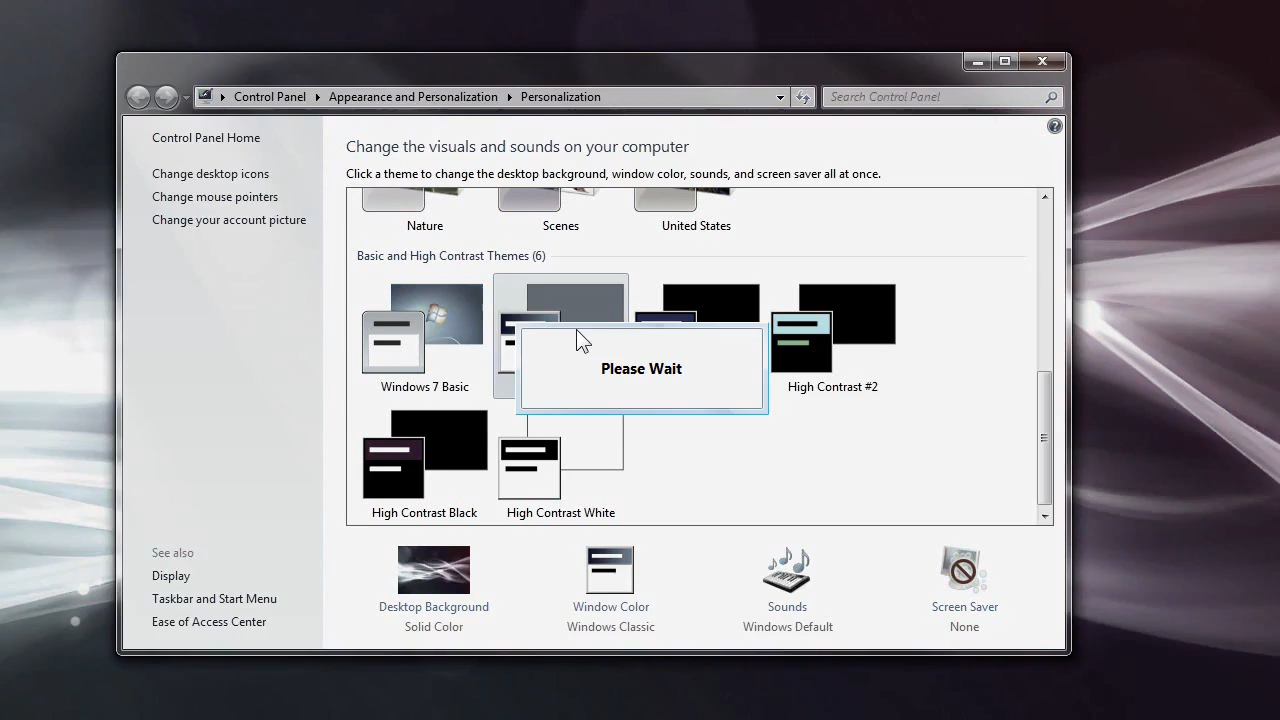 Control Panel
Appearance and Personalization
Personalization
Search Control Panel
Control Panel Home
Change desktop icons
Change mouse pointers
Change your account picture
Change the visuals and sounds on your computer
Click a theme to change the desktop background, window color, sounds, and screen saver all at once.
Nature
Scenes
United States
Basic and High Contrast Themes (6)
Please Wait
Windows 7 Basic
High Contrast #2
High Contrast Black
High Contrast White
See also
Display
Taskbar and Start Menu
Ease of Access Center
Desktop Background
Solid Color
Window Color
Windows Classic
Sounds
Windows Default
Screen Saver
None